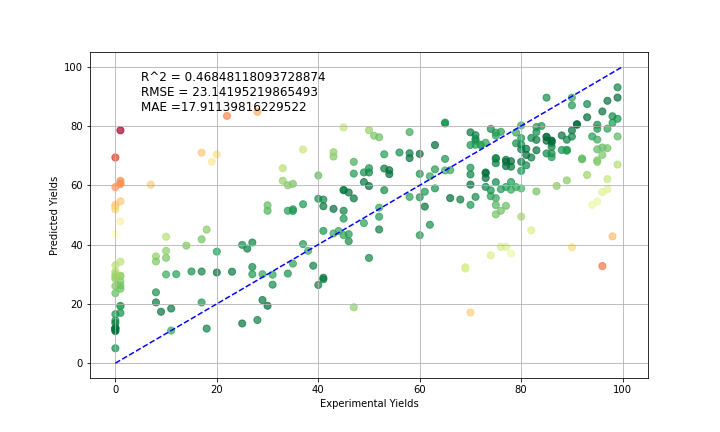 R^2 = 0.46848118093728874
RMSE = 23.14195219865493
MAE =17.91139816229522
100
80
60
40
20
0
Predicted Yields
0 20 40 60 80 100
Experimental Yields